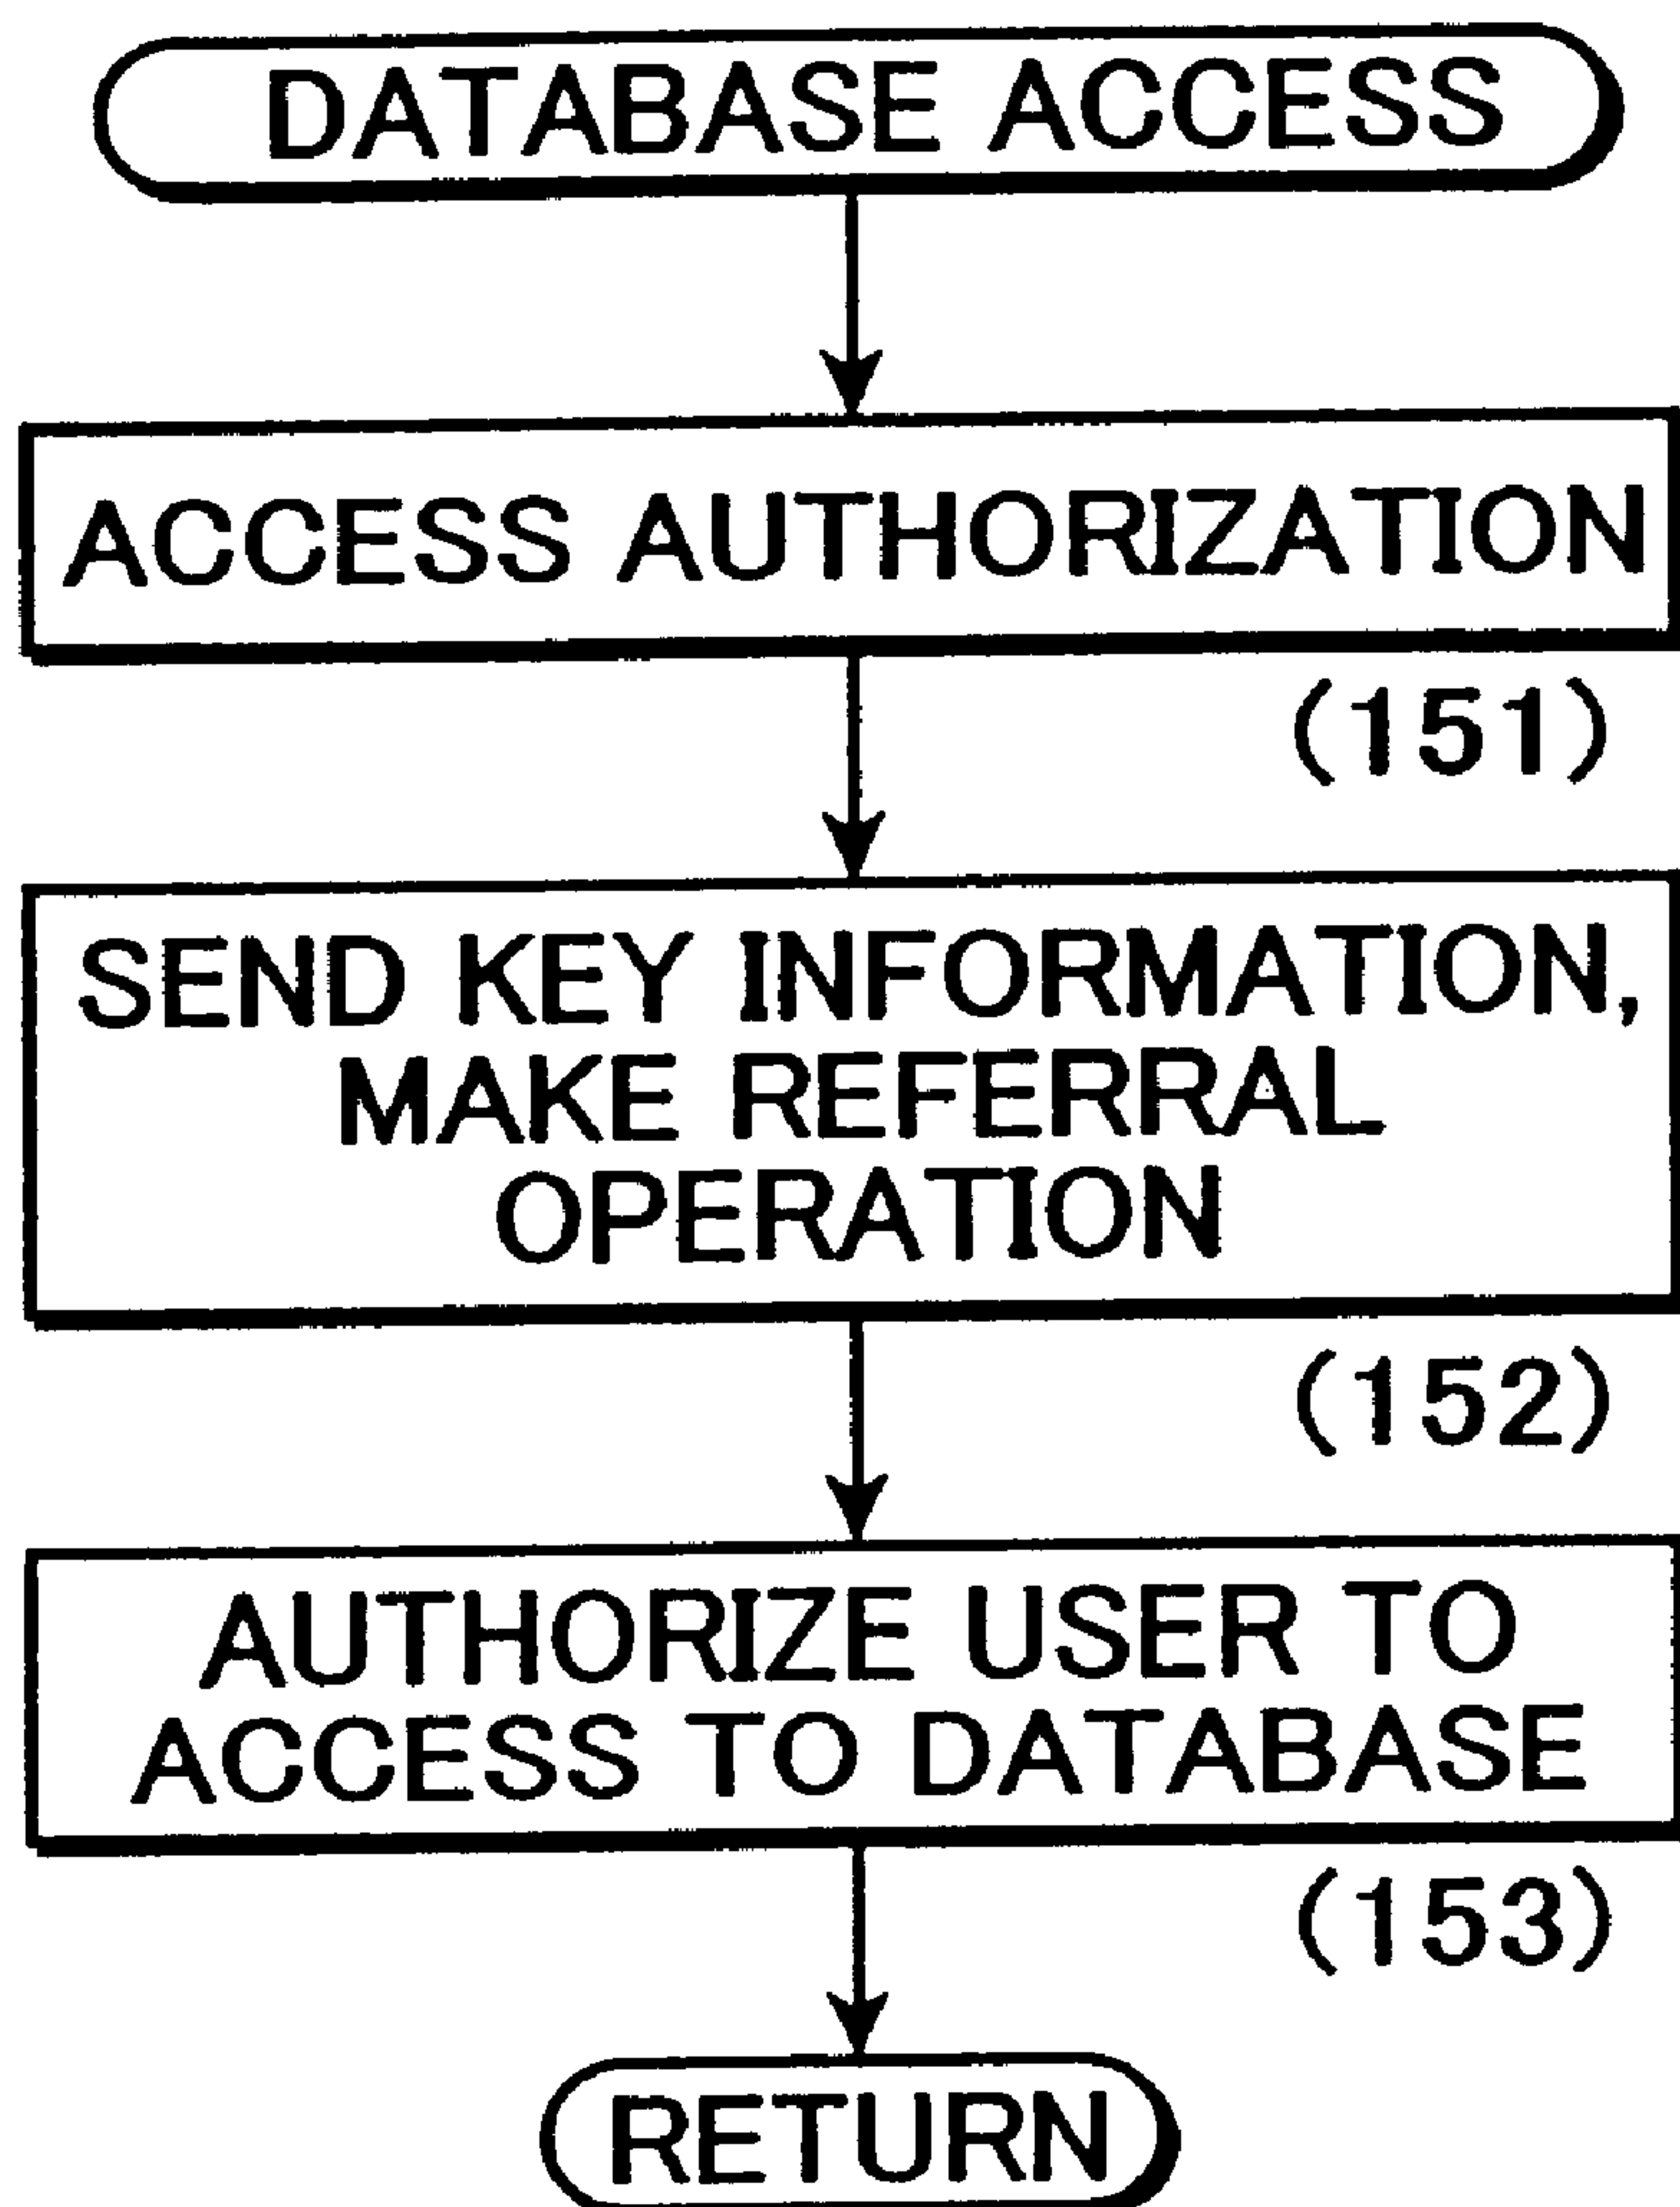 DATABASE ACCESS
ACCESS AUTHORIZATION
(151)
SEND KEY INFORMATION,
MAKE REFERRAL
OPERATION
(152)
AUTHORIZE USER TO
ACCESS TO DATABASE
(153)
RETURN